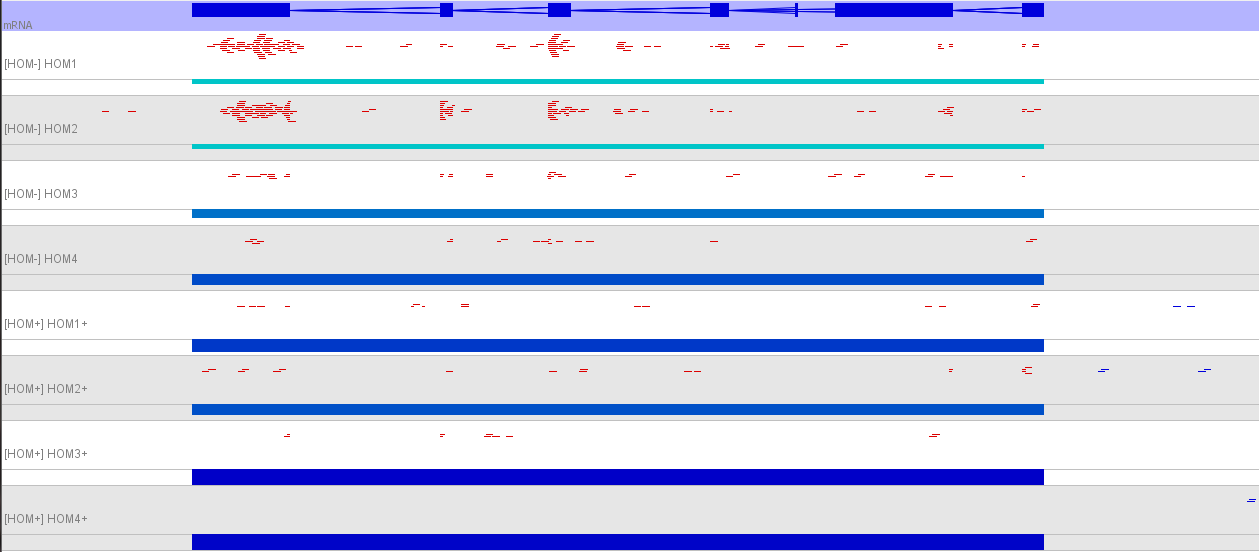 mRNA
[HOM-] HOM1
[HOM-] HOM2
[HOM-] HOM3
[HOM-] HOM4
[HOM+] HOM1+
[HOM+] HOM2+
[HOM+] HOM3+
[HOM+] HOM4+